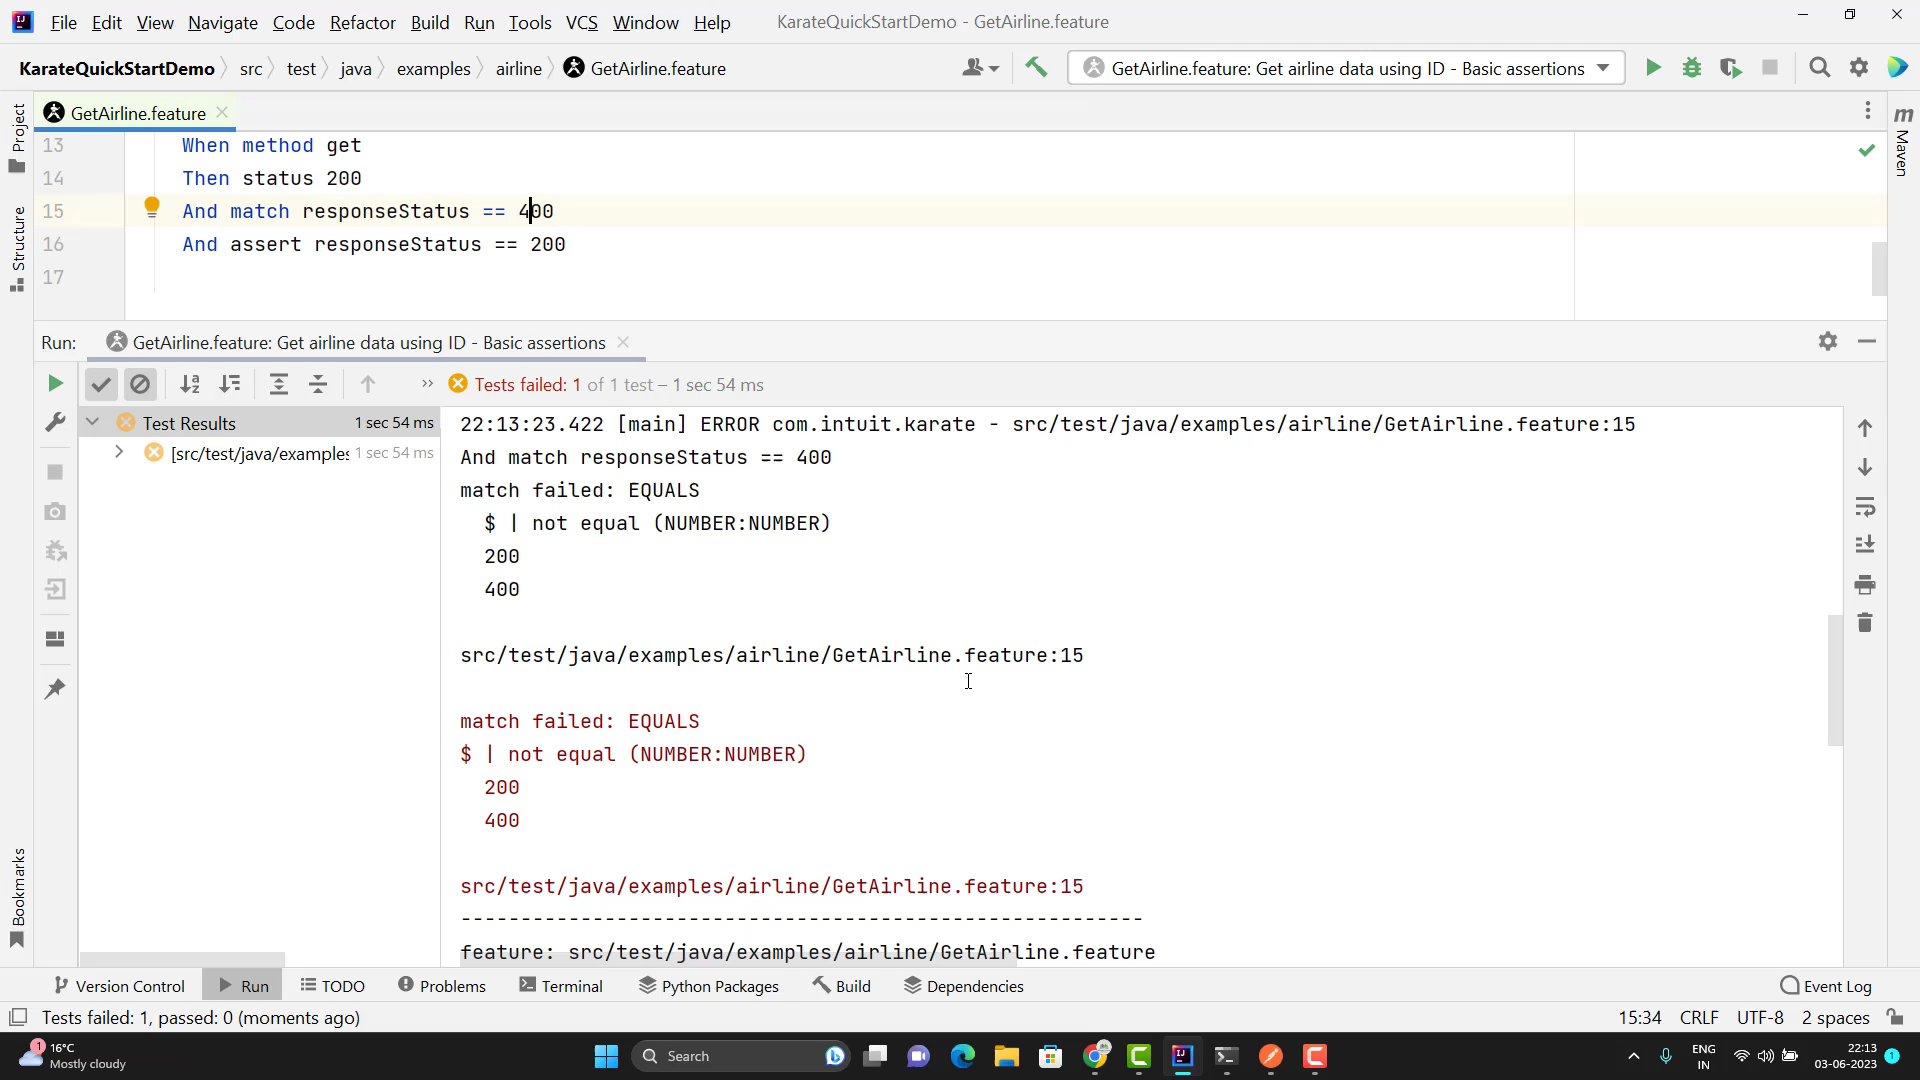 File Edit View Navigate Code Refactor Build Run Tools VCS Window Help KarateQuickStartDemo - GetAirline.feature
KarateQuickStartDemo src test java examples airline GetAirline.feature GetAirline.feature: Get airline data using ID - Basic assertions
GetAirline.feature
Project
Structure
Bookmarks
m
Maven
13 When method get
14 Then status 200
15 And match responseStatus == 400
16 And assert responseStatus == 200
17
Run: GetAirline.feature: Get airline data using ID - Basic assertions
Tests failed: 1 of 1 test – 1 sec 54 ms
Test Results 1 sec 54 ms
[src/test/java/examples 1 sec 54 ms
22:13:23.422 [main] ERROR com.intuit.karate - src/test/java/examples/airline/GetAirline.feature:15
And match responseStatus == 400
match failed: EQUALS
$ | not equal (NUMBER:NUMBER)
200
400
src/test/java/examples/airline/GetAirline.feature:15
match failed: EQUALS
$ | not equal (NUMBER:NUMBER)
200
400
src/test/java/examples/airline/GetAirline.feature:15
---------------------------------------------------------
feature: src/test/java/examples/airline/GetAirline.feature
Version Control Run TODO Problems Terminal Python Packages Build Dependencies Event Log
Tests failed: 1, passed: 0 (moments ago) 15:34 CRLF UTF-8 2 spaces
1 16°C
Mostly cloudy
Search
ENG
IN
22:13
03-06-2023
1